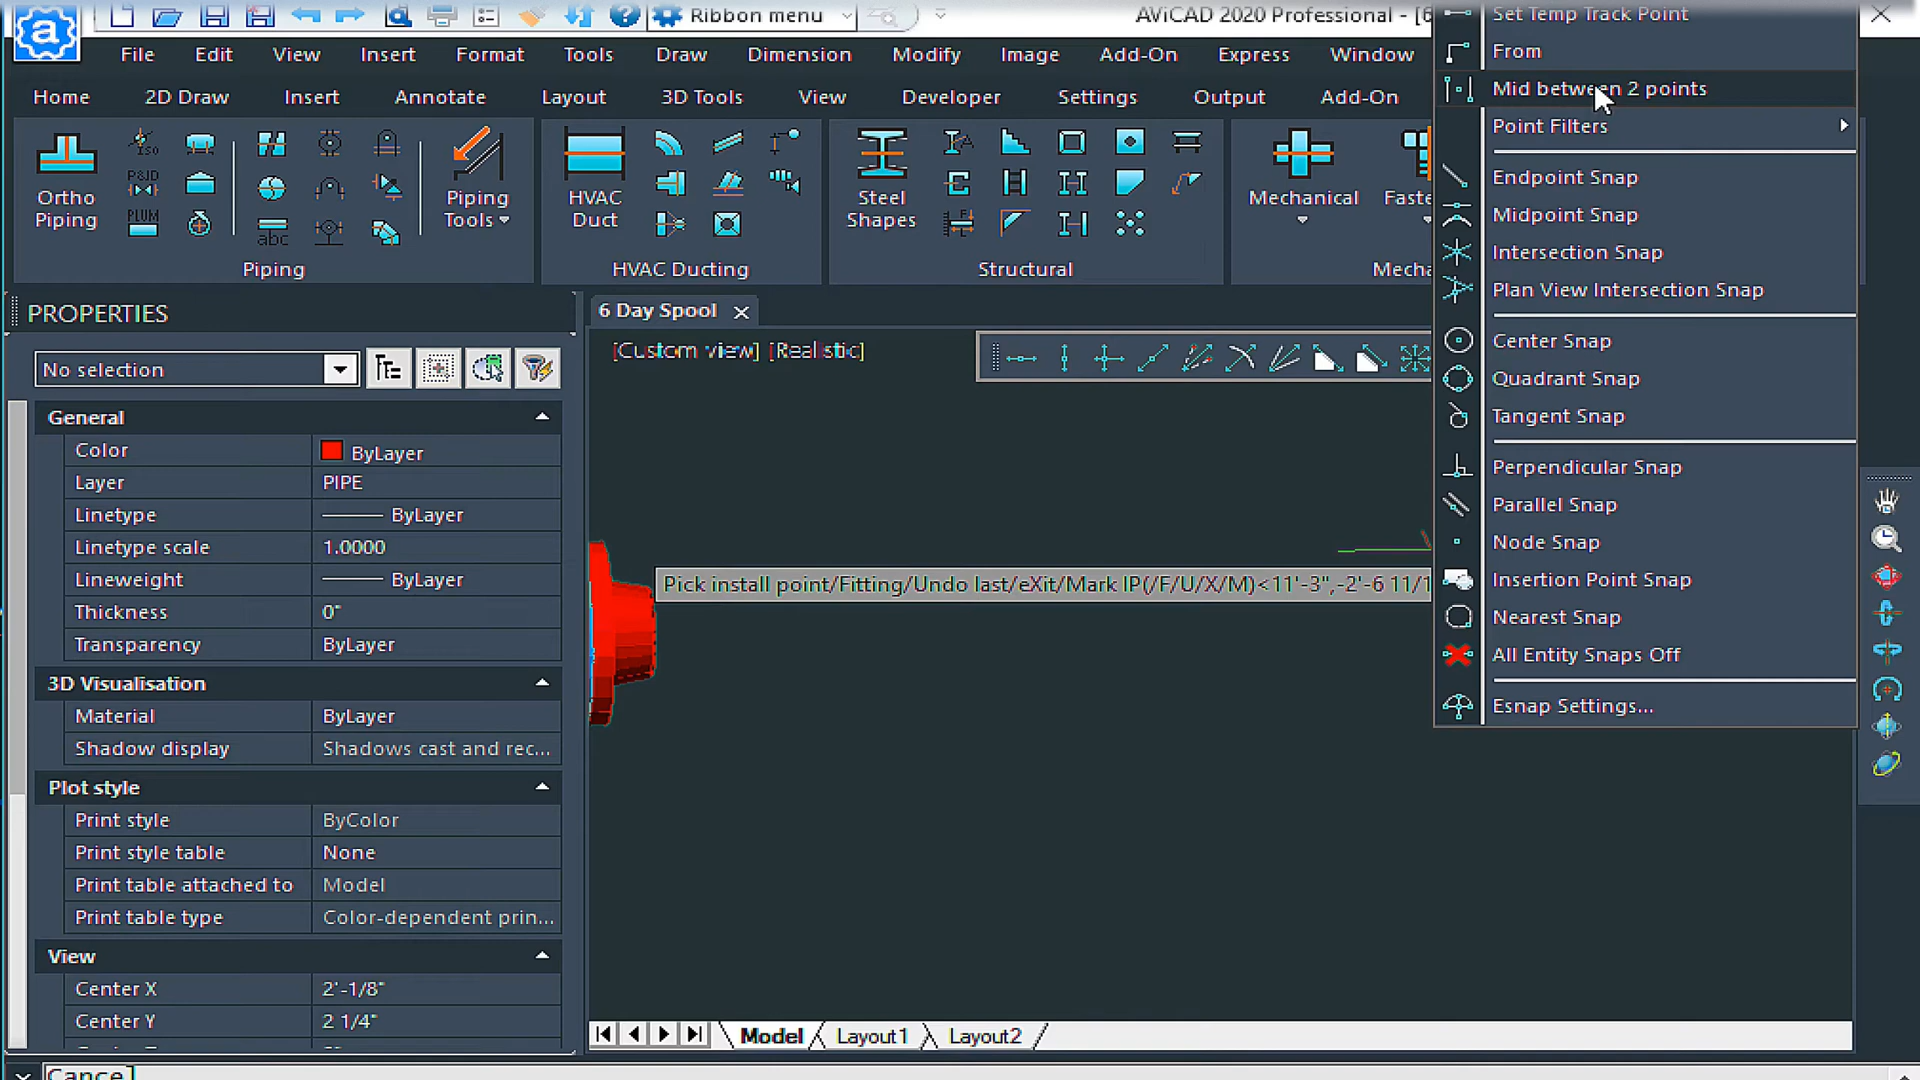 a
Ribbon menu
AViCAD 2020 Professional - [6
File Edit View Insert Format Tools Draw Dimension Modify Image Add-On Express Window
Home 2D Draw Insert Annotate Layout 3D Tools View Developer Settings Output Add-On
Ortho Piping
ISO
P&ID
PLUM
abc
Piping Tools
HVAC Duct
Steel Shapes
Mechanical
Faste
Piping HVAC Ducting Structural Mecha
PROPERTIES
No selection
General
Color ByLayer
Layer PIPE
Linetype ByLayer
Linetype scale 1.0000
Lineweight ByLayer
Thickness 0"
Transparency ByLayer
3D Visualisation
Material ByLayer
Shadow display Shadows cast and rec...
Plot style
Print style ByColor
Print style table None
Print table attached to Model
Print table type Color-dependent prin...
View
Center X 2'-1/8"
Center Y 2 1/4"
6 Day Spool
[Custom view] [Realistic]
Pick install point/Fitting/Undo last/eXit/Mark IP(/F/U/X/M)<11'-3",-2'-6 11/1
Set Temp Track Point
From
Mid between 2 points
Point Filters
Endpoint Snap
Midpoint Snap
Intersection Snap
Plan View Intersection Snap
Center Snap
Quadrant Snap
Tangent Snap
Perpendicular Snap
Parallel Snap
Node Snap
Insertion Point Snap
Nearest Snap
All Entity Snaps Off
Esnap Settings...
Model Layout1 Layout2
Cancel